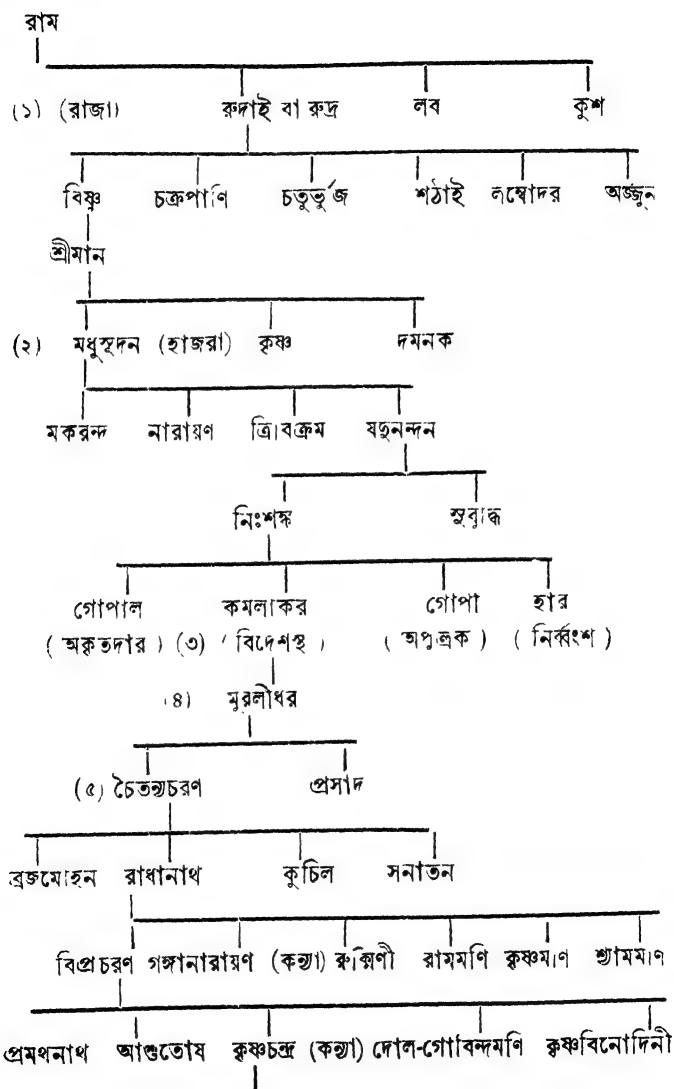 রাম
(১) (রাজা) রুদাই বা রুদ্র লব কুশ
বিষ্ণু চক্রপাণি চতুর্ভুজ শঠাই লম্বোদর অর্জ্জুন
শ্রীমান
(২) মধুসূদন (হাজরা) কৃষ্ণ দমনক
মকরন্দ নারায়ণ ত্রিবিক্রম যদুনন্দন
নিঃশঙ্ক সুবুদ্ধি
গোপাল কমলাকর গোপী হরি
(অকৃতদার) (৩) (বিদেশস্থ) (অপুত্রক) (নির্ব্বংশ)
(৪) মুরলীধর
(৫) চৈতন্যচরণ প্রসাদ
ব্রজমোহন রাধানাথ কুচিল সনাতন
বিপ্রচরণ গঙ্গানারায়ণ (কন্যা) রুক্মিণী রামমণি কৃষ্ণমণি শ্যামমণি
প্রমথনাথ আশুতোষ কৃষ্ণচন্দ্র (কন্যা) দোল-গোবিন্দমণি কৃষ্ণবিনোদিনী